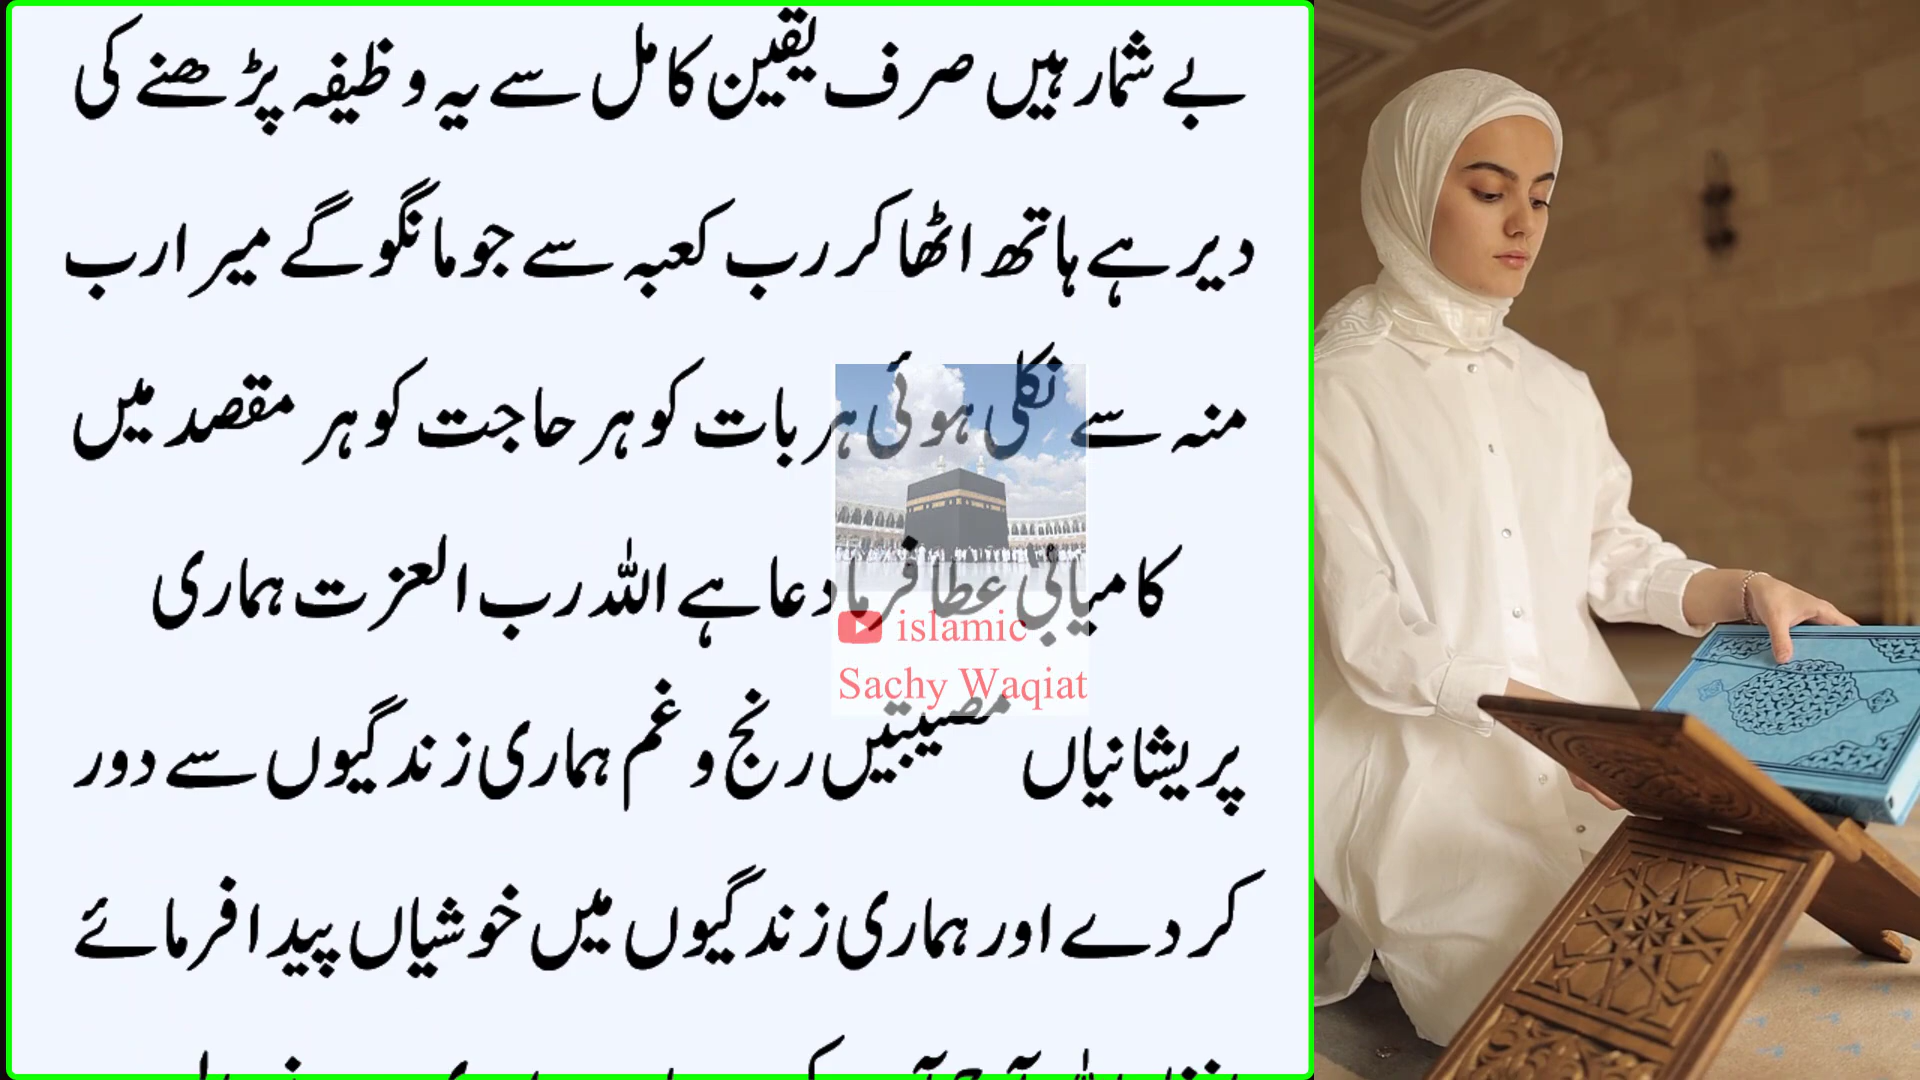 بے شمار ہیں صرف یقین کامل سے یہ وظیفہ پڑھنے کی
دیر ہے ہاتھ اٹھا کر رب کعبہ سے جو مانگو گے میرا رب
منہ سے نکلی ہوئی ہر بات کو ہر حاجت کو ہر مقصد میں
کامیابی عطا فرما دعا ہے اللہ رب العزت ہماری
islamic
Sachy Waqiat
پریشانیاں مصیبتیں رنج و غم ہماری زندگیوں سے دور
کر دے اور ہماری زندگیوں میں خوشیاں پیدا فرمائے